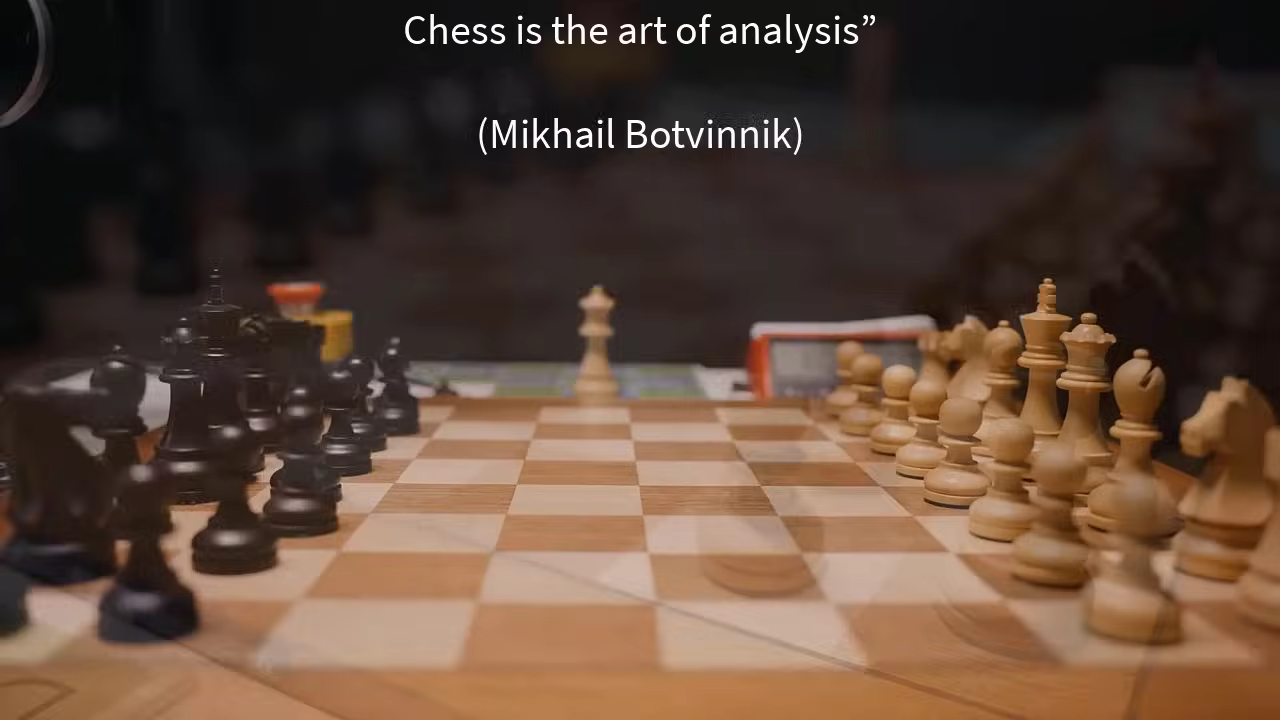 Chess is the art of analysis”
(Mikhail Botvinnik)